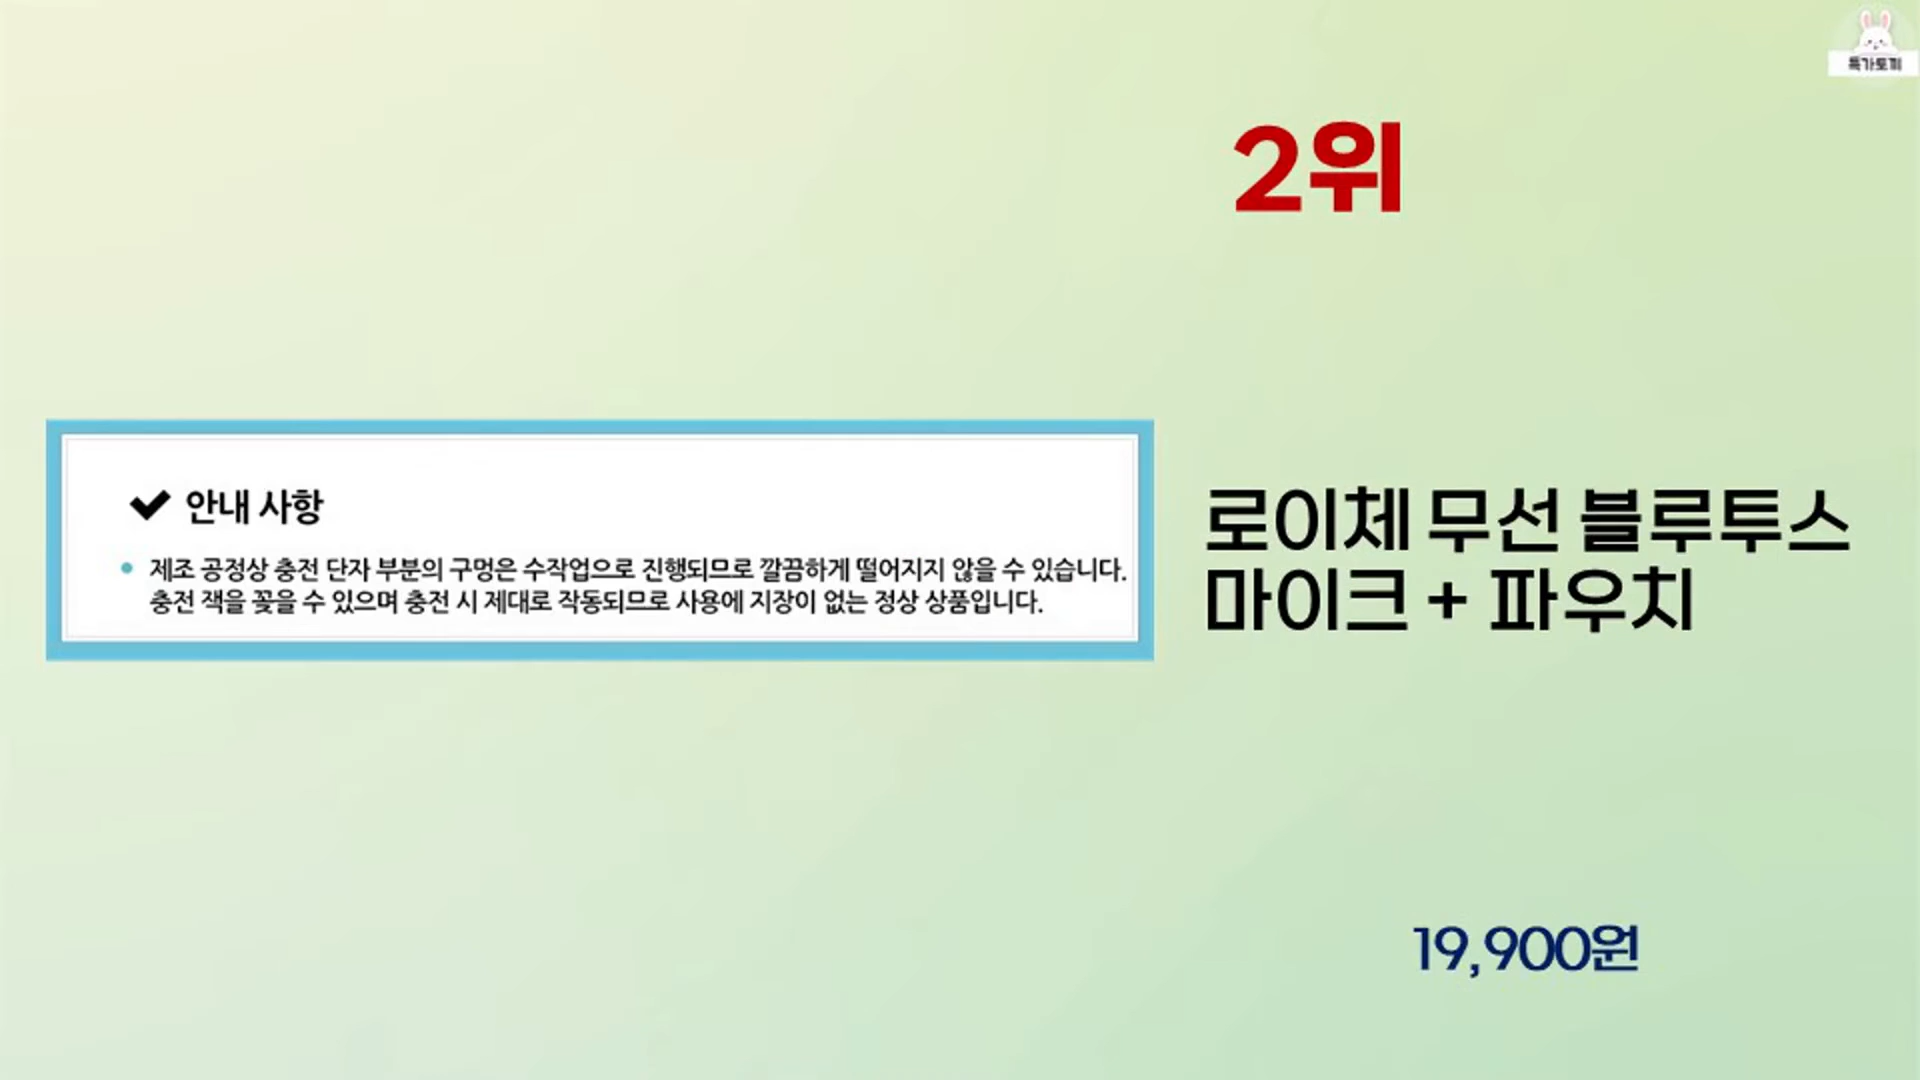 특가토끼
2위
✔ 안내 사항
• 제조 공정상 충전 단자 부분의 구멍은 수작업으로 진행되므로 깔끔하게 떨어지지 않을 수 있습니다.
충전 잭을 꽂을 수 있으며 충전 시 제대로 작동되므로 사용에 지장이 없는 정상 상품입니다.
로이체 무선 블루투스
마이크 + 파우치
19,900원